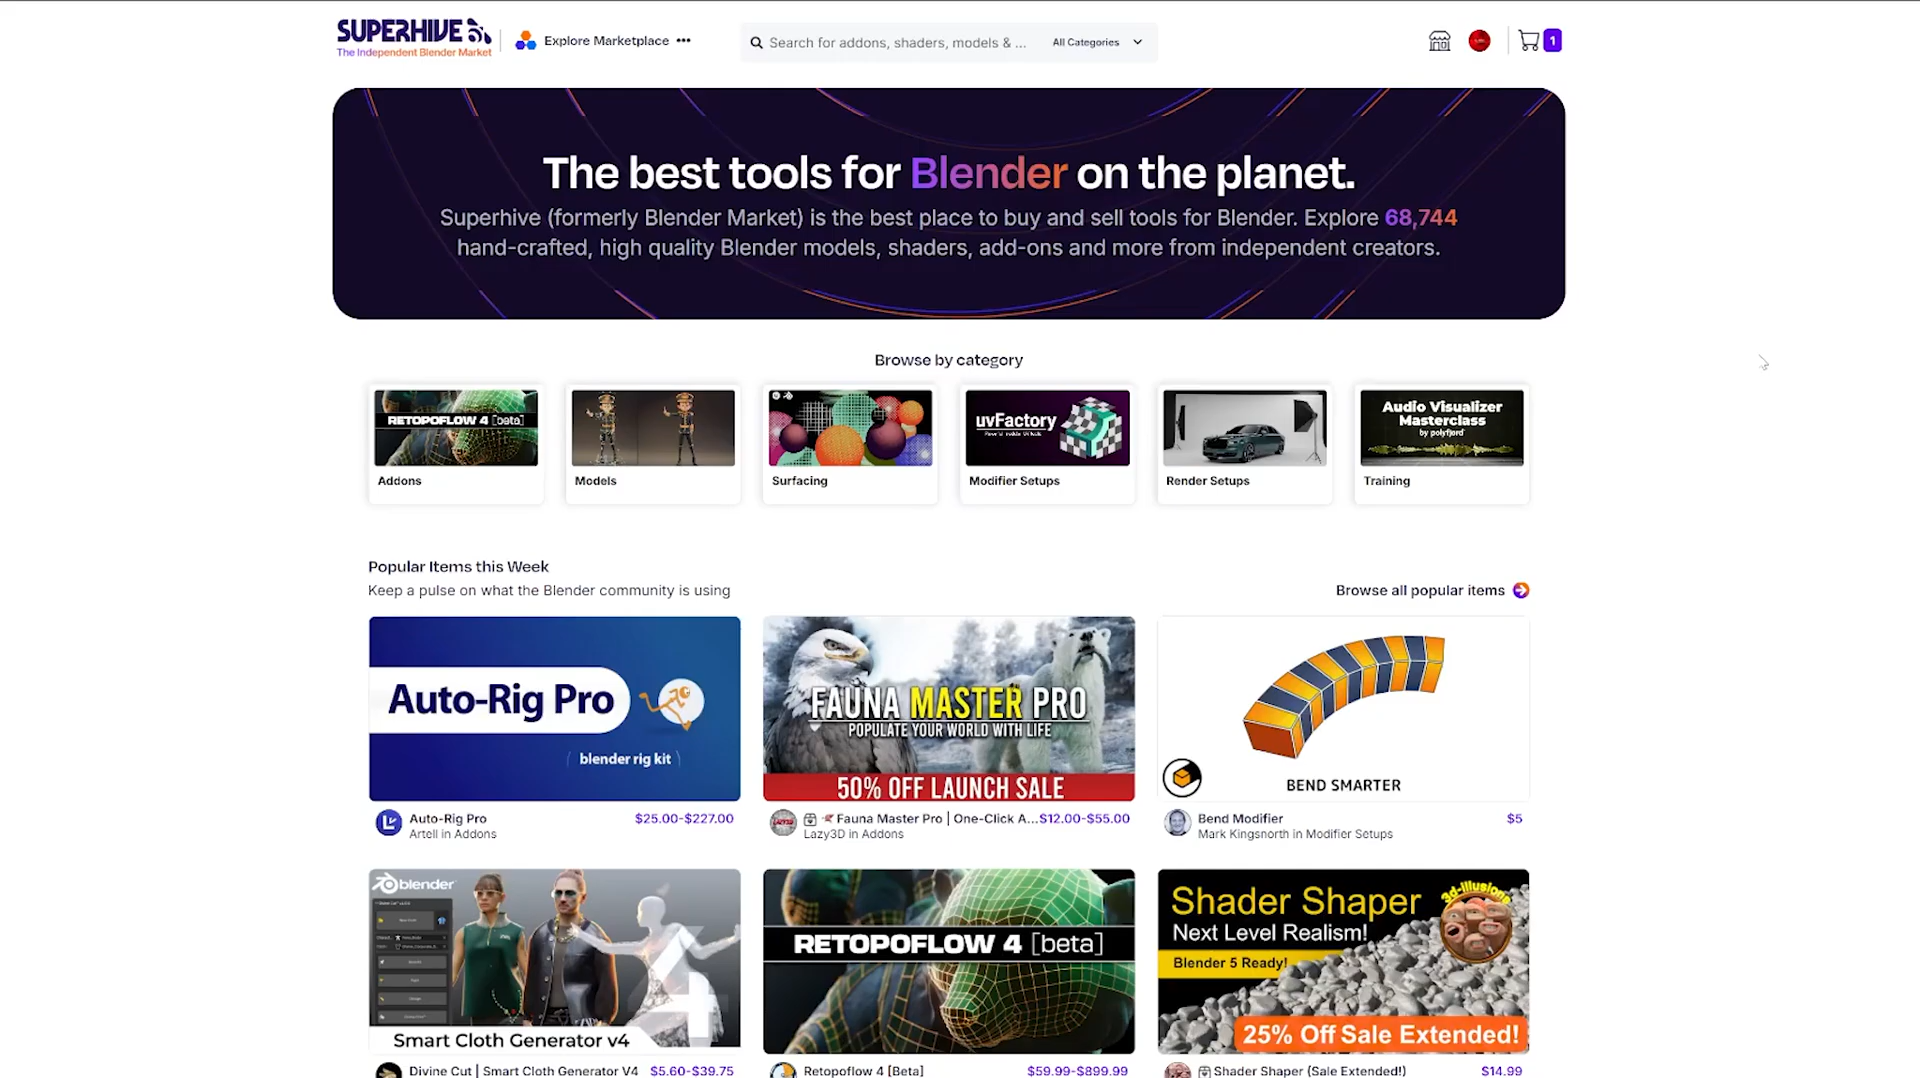 SUPERHIVE
The Independent Blender Market
Explore Marketplace •••
Search for addons, shaders, models & ...
All Categories
1
The best tools for Blender on the planet.
Superhive (formerly Blender Market) is the best place to buy and sell tools for Blender. Explore 68,744
hand-crafted, high quality Blender models, shaders, add-ons and more from independent creators.
Browse by category
RETOPOFLOW 4 [beta]
uvFactory
Audio Visualizer
Masterclass
by polyfjord
Addons
Models
Surfacing
Modifier Setups
Render Setups
Training
Popular Items this Week
Keep a pulse on what the Blender community is using
Browse all popular items
Auto-Rig Pro
blender rig kit
FAUNA MASTER PRO
POPULATE YOUR WORLD WITH LIFE
50% OFF LAUNCH SALE
BEND SMARTER
Auto-Rig Pro
$25.00-$227.00
Artell in Addons
Fauna Master Pro | One-Click A...
$12.00-$55.00
Lazy3D in Addons
Bend Modifier
$5
Mark Kingsnorth in Modifier Setups
blender
4
Smart Cloth Generator v4
RETOPOFLOW 4 [beta]
Shader Shaper
Next Level Realism!
Blender 5 Ready!
3d-illusions
25% Off Sale Extended!
Divine Cut | Smart Cloth Generator V4
$5.60-$39.75
Retopoflow 4 [Beta]
$59.99-$899.99
Shader Shaper (Sale Extended!)
$14.99